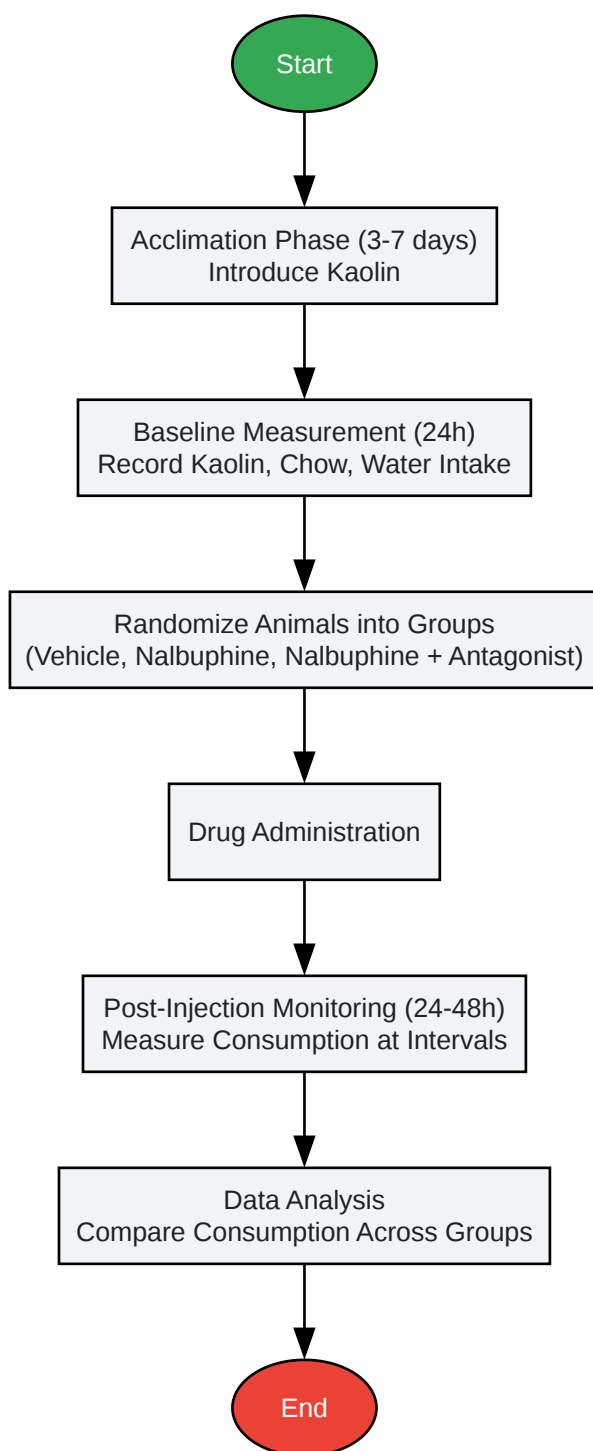 Start
Acclimation Phase (3-7 days)
Introduce Kaolin
Baseline Measurement (24h)
Record Kaolin, Chow, Water Intake
Randomize Animals into Groups
(Vehicle, Nalbuphine, Nalbuphine + Antagonist)
Drug Administration
Post-Injection Monitoring (24-48h)
Measure Consumption at Intervals
Data Analysis
Compare Consumption Across Groups
End